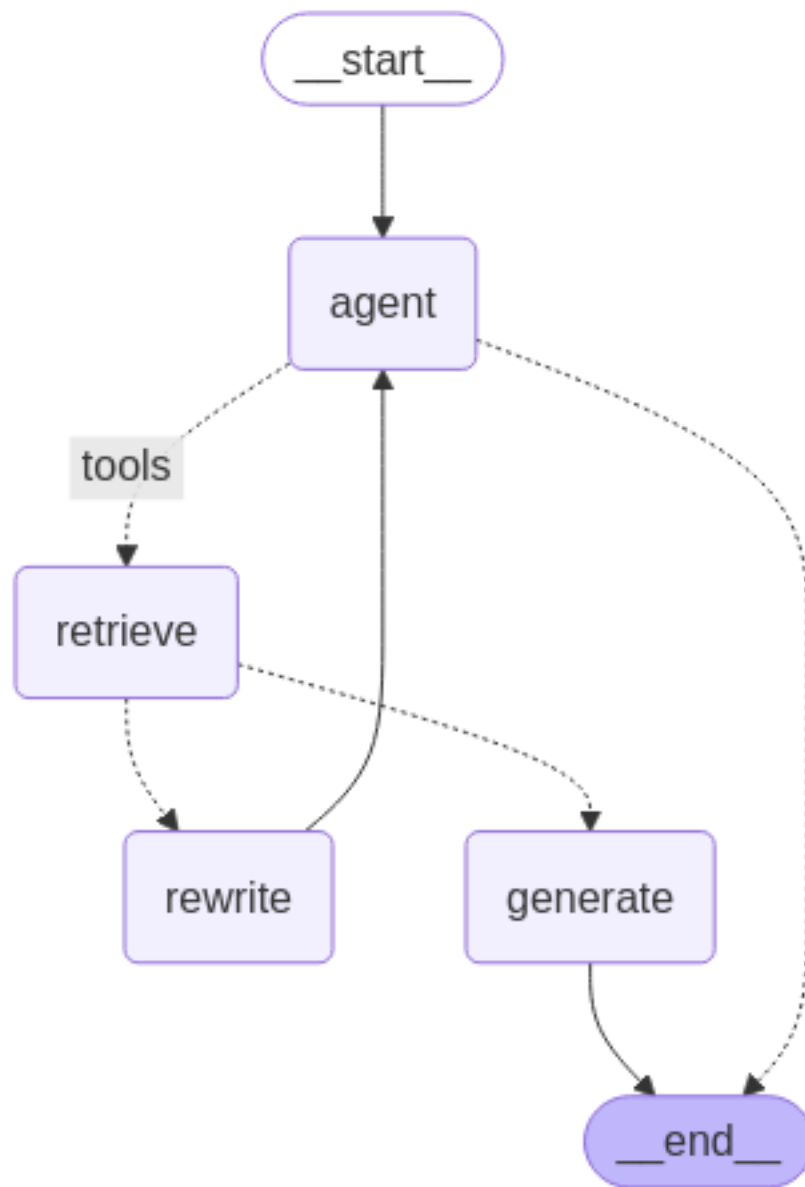 __start__
agent
tools
retrieve
rewrite
generate
__end__